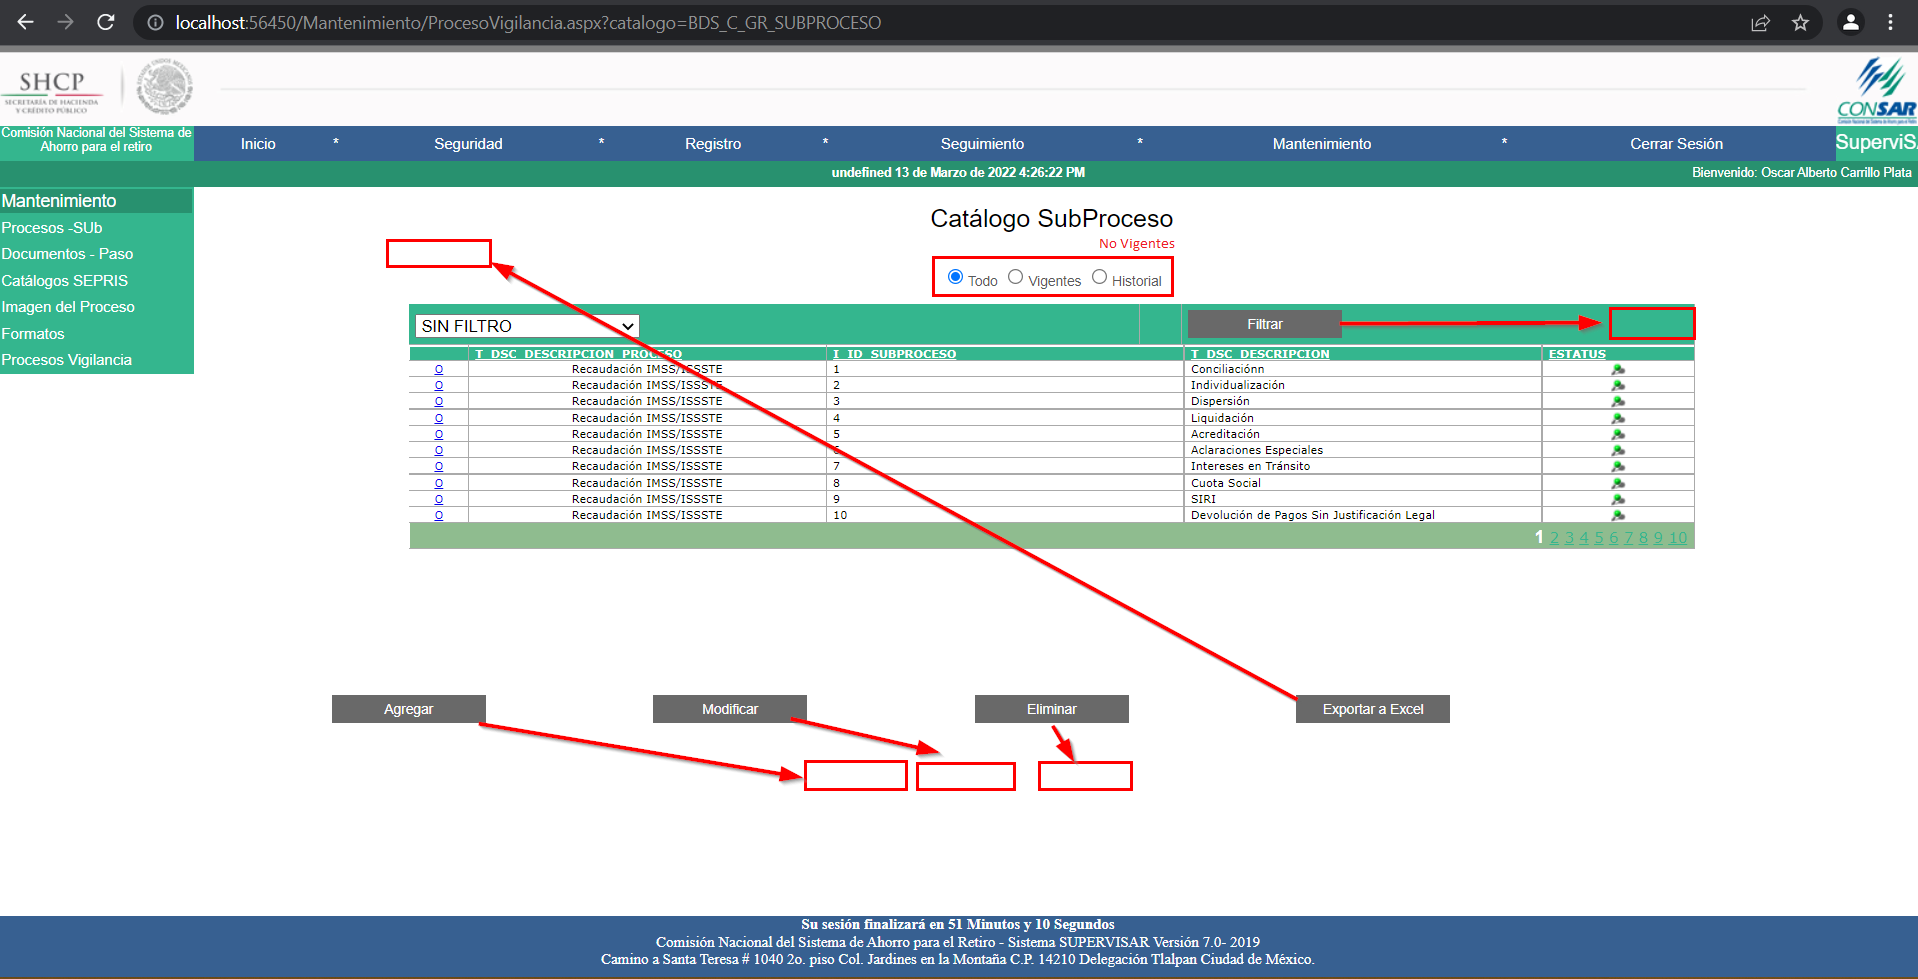 localhost:56450/Mantenimiento/ProcesoVigilancia.aspx?catalogo=BDS_C_GR_SUBPROCESO
SHCP
SECRETARÍA DE HACIENDA
Y CRÉDITO PÚBLICO
CONSAR
Comisión Nacional del Sistema de
Ahorro para el retiro
Inicio * Seguridad * Registro * Seguimiento * Mantenimiento * Cerrar Sesión
SuperviS
undefined 13 de Marzo de 2022 4:26:22 PM
Bienvenido: Oscar Alberto Carrillo Plata
Mantenimiento
Procesos -SUb
Documentos - Paso
Catálogos SEPRIS
Imagen del Proceso
Formatos
Procesos Vigilancia
Catálogo SubProceso
No Vigentes
Todo Vigentes Historial
SIN FILTRO Filtrar
T_DSC_DESCRIPCION_PROCESO I_ID_SUBPROCESO T_DSC_DESCRIPCION ESTATUS
O Recaudación IMSS/ISSSTE 1 Conciliaciónn
O Recaudación IMSS/ISSSTE 2 Individualización
O Recaudación IMSS/ISSSTE 3 Dispersión
O Recaudación IMSS/ISSSTE 4 Liquidación
O Recaudación IMSS/ISSSTE 5 Acreditación
O Recaudación IMSS/ISSSTE 6 Aclaraciones Especiales
O Recaudación IMSS/ISSSTE 7 Intereses en Tránsito
O Recaudación IMSS/ISSSTE 8 Cuota Social
O Recaudación IMSS/ISSSTE 9 SIRI
O Recaudación IMSS/ISSSTE 10 Devolución de Pagos Sin Justificación Legal
1 2 3 4 5 6 7 8 9 10
Agregar Modificar Eliminar Exportar a Excel
Su sesión finalizará en 51 Minutos y 10 Segundos
Comisión Nacional del Sistema de Ahorro para el Retiro - Sistema SUPERVISAR Versión 7.0- 2019
Camino a Santa Teresa # 1040 2o. piso Col. Jardines en la Montaña C.P. 14210 Delegación Tlalpan Ciudad de México.